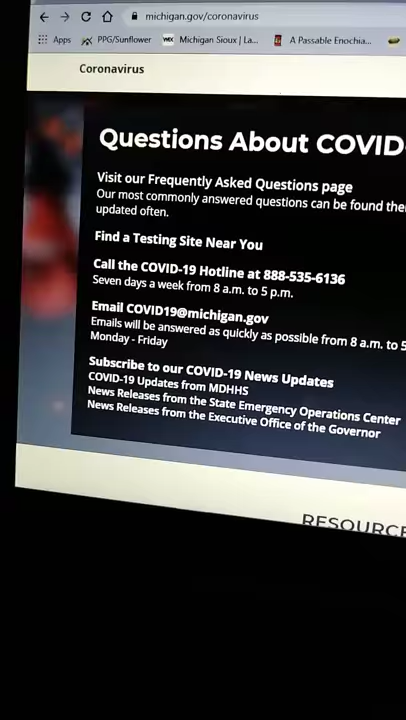 michigan.gov/coronavirus
Apps PPG/Sunflower Michigan Sioux | La... A Passable Enochia...
Coronavirus
Questions About COVID-
Visit our Frequently Asked Questions page
Our most commonly answered questions can be found the
updated often.
Find a Testing Site Near You
Call the COVID-19 Hotline at 888-535-6136
Seven days a week from 8 a.m. to 5 p.m.
Email COVID19@michigan.gov
Emails will be answered as quickly as possible from 8 a.m. to 5
Monday - Friday
Subscribe to our COVID-19 News Updates
COVID-19 Updates from MDHHS
News Releases from the State Emergency Operations Center
News Releases from the Executive Office of the Governor
RESOURCE